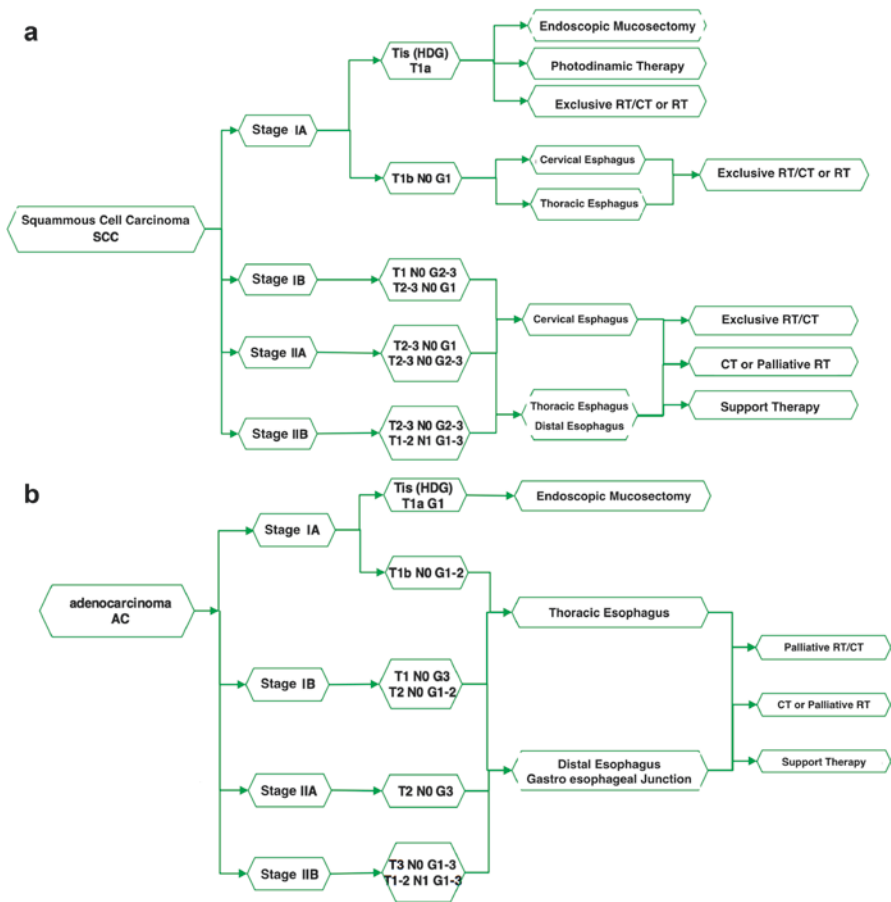 a
Tis (HDG)
T1a
Endoscopic Mucosectomy
Photodinamic Therapy
Exclusive RT/CT or RT
Stage IA
T1b N0 G1
Cervical Esphagus
Thoracic Esphagus
Exclusive RT/CT or RT
Squammous Cell Carcinoma
SCC
Stage IB
T1 N0 G2-3
T2-3 N0 G1
Stage IIA
T2-3 N0 G1
T2-3 N0 G2-3
Stage IIB
T2-3 N0 G2-3
T1-2 N1 G1-3
Cervical Esphagus
Thoracic Esphagus
Distal Esophagus
Exclusive RT/CT
CT or Palliative RT
Support Therapy
b
Tis (HDG)
T1a G1
Endoscopic Mucosectomy
Stage IA
T1b N0 G1-2
adenocarcinoma
AC
Stage IB
T1 N0 G3
T2 N0 G1-2
Stage IIA
T2 N0 G3
Stage IIB
T3 N0 G1-3
T1-2 N1 G1-3
Thoracic Esophagus
Distal Esophagus
Gastro esophageal Junction
Palliative RT/CT
CT or Palliative RT
Support Therapy